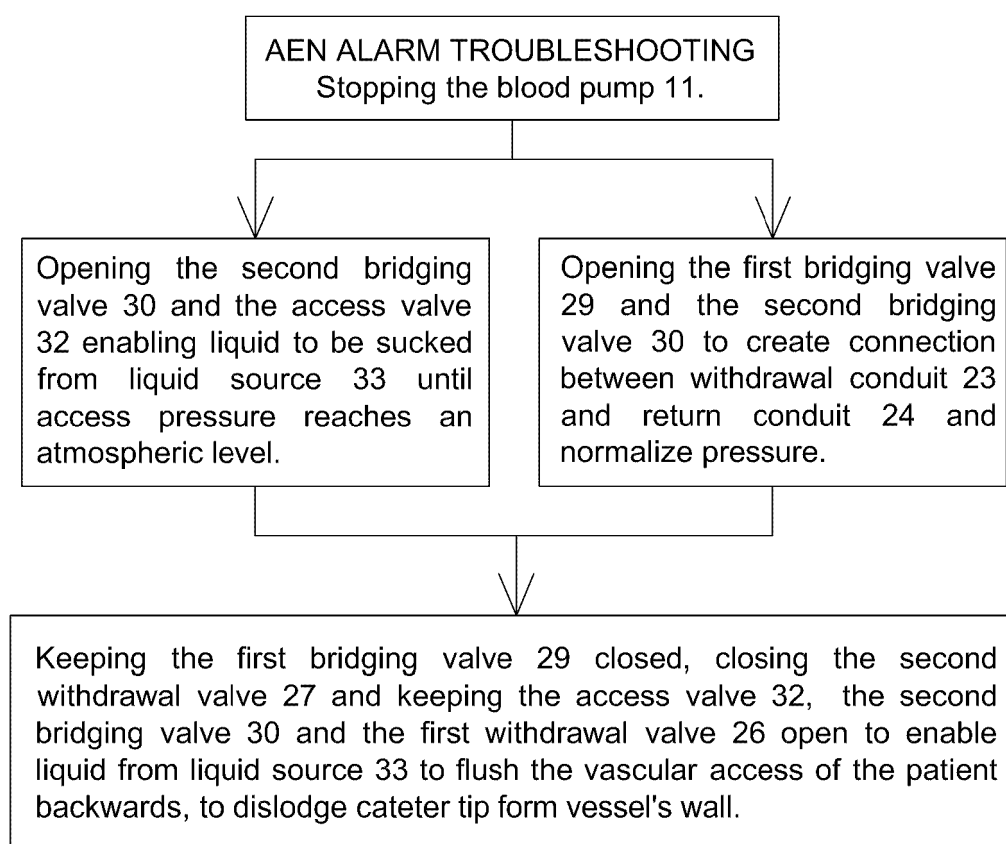 AEN ALARM TROUBLESHOOTING
Stopping the blood pump 11.
Opening the second bridging
valve 30 and the access valve
32 enabling liquid to be sucked
from liquid source 33 until
access pressure reaches an
atmospheric level.
Opening the first bridging valve
29 and the second bridging
valve 30 to create connection
between withdrawal conduit 23
and return conduit 24 and
normalize pressure.
Keeping the first bridging valve 29 closed, closing the second
withdrawal valve 27 and keeping the access valve 32, the second
bridging valve 30 and the first withdrawal valve 26 open to enable
liquid from liquid source 33 to flush the vascular access of the patient
backwards, to dislodge cateter tip form vessel's wall.